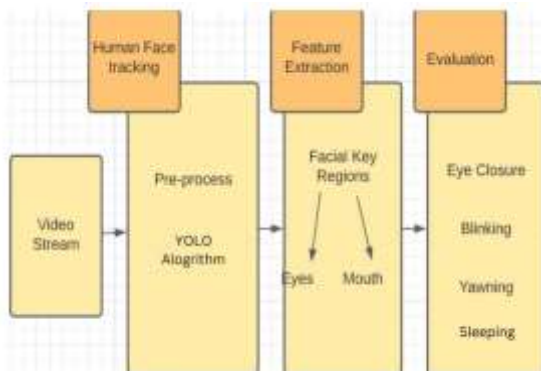 Human Face
tracking
Feature
Extraction
Evaluation
Video
Stream
Pre-process
YOLO
Alogrithm
Facial Key
Regions
Eyes
Mouth
Eye Closure
Blinking
Yawning
Sleeping